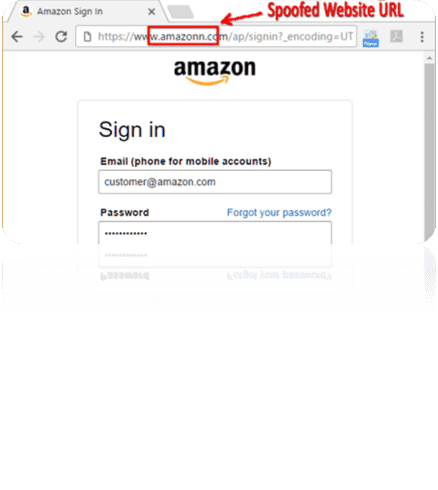 Spoofed Website URL
Amazon Sign In
https://www.amazonn.com/ap/signin?_encoding=UT
amazon
Sign in
Email (phone for mobile accounts)
customer@amazon.com
Password Forgot your password?